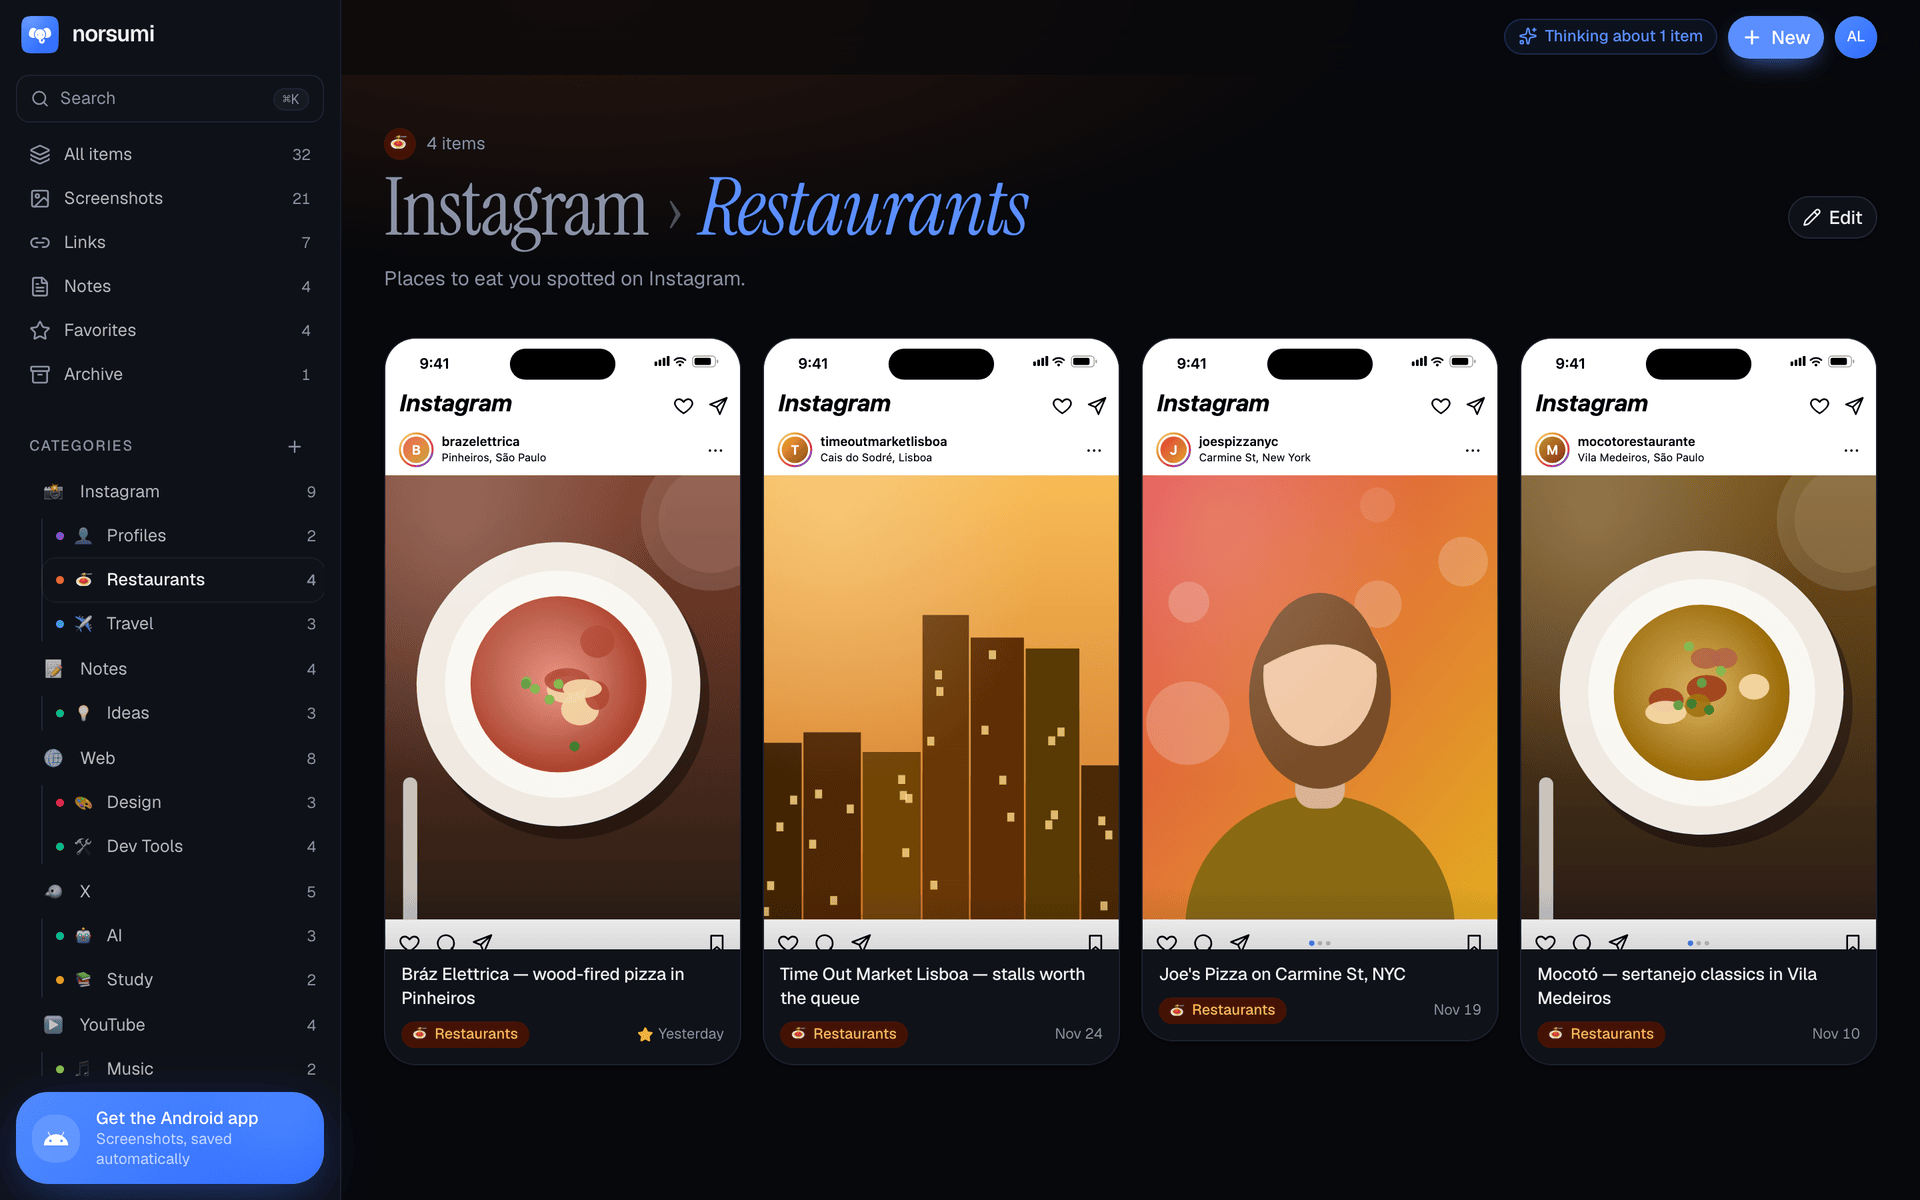 norsumi
Search
⌘K
All items 32
Screenshots 21
Links 7
Notes 4
Favorites 4
Archive 1
CATEGORIES
Instagram 9
Profiles 2
Restaurants 4
Travel 3
Notes 4
Ideas 3
Web 8
Design 3
Dev Tools 4
X 5
AI 3
Study 2
YouTube 4
Music 2
Get the Android app
Screenshots, saved
automatically
Thinking about 1 item
New
AL
4 items
Instagram › Restaurants
Edit
Places to eat you spotted on Instagram.
9:41
Instagram
B
brazelettrica
Pinheiros, São Paulo
Bráz Elettrica — wood-fired pizza in
Pinheiros
Restaurants
Yesterday
9:41
Instagram
T
timeoutmarketlisboa
Cais do Sodré, Lisboa
Time Out Market Lisboa — stalls worth
the queue
Restaurants
Nov 24
9:41
Instagram
J
joespizzanyc
Carmine St, New York
Joe's Pizza on Carmine St, NYC
Restaurants
Nov 19
9:41
Instagram
M
mocotorestaurante
Vila Medeiros, São Paulo
Mocotó — sertanejo classics in Vila
Medeiros
Restaurants
Nov 10